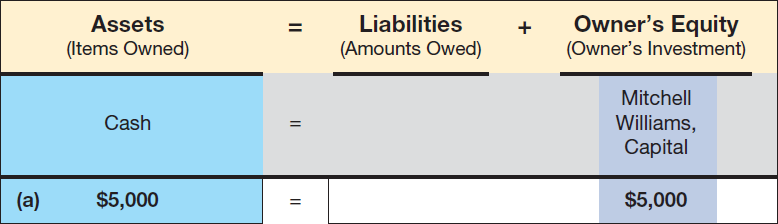 Assets = Liabilities + Owner's Equity
(Items Owned) (Amounts Owed) (Owner's Investment)
Mitchell
Cash = Williams,
Capital
(a) $5,000 = $5,000